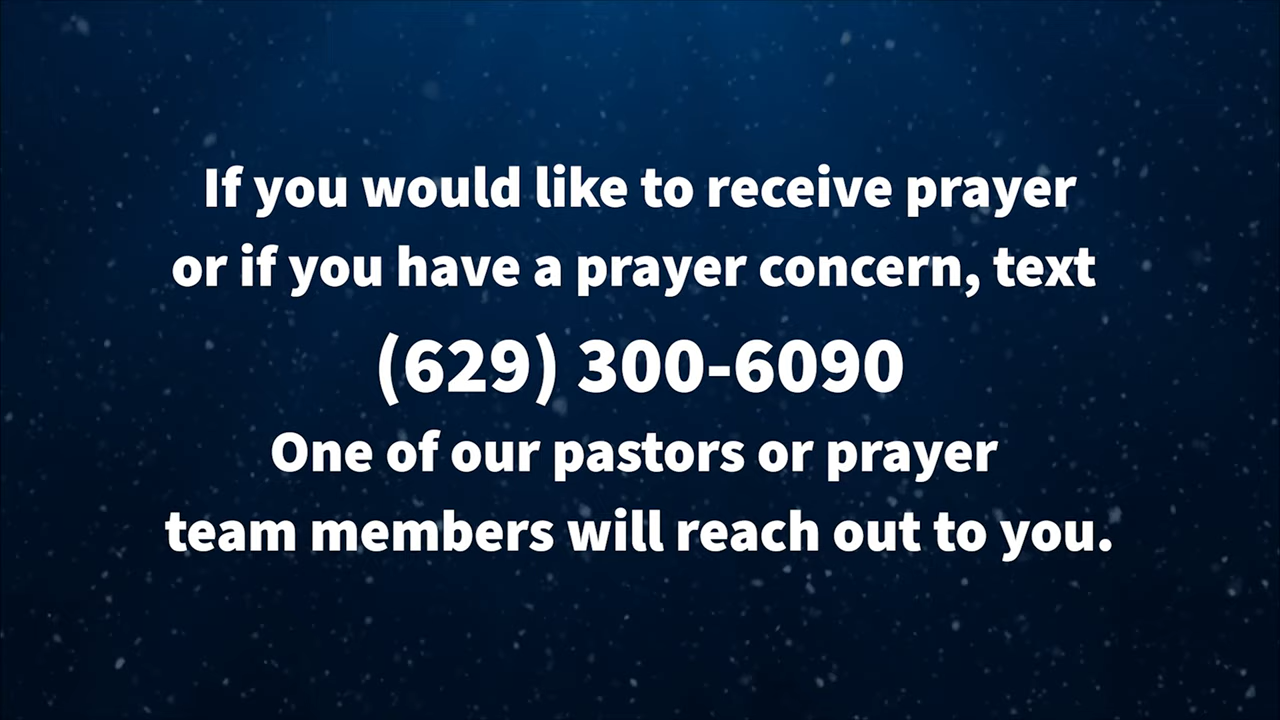 If you would like to receive prayer
or if you have a prayer concern, text
(629) 300-6090
One of our pastors or prayer
team members will reach out to you.